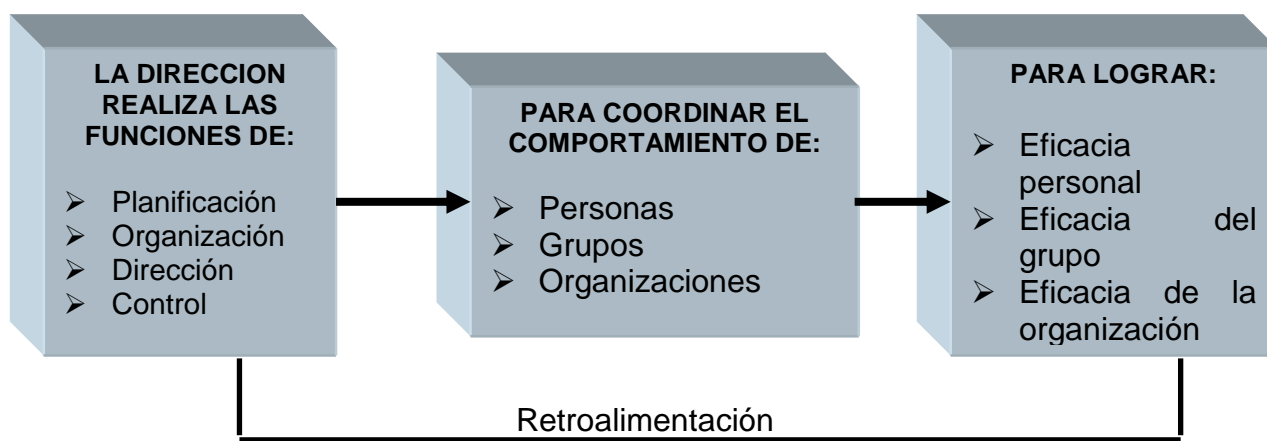 LA DIRECCION
REALIZA LAS
FUNCIONES DE:
➢ Planificación
➢ Organización
➢ Dirección
➢ Control
PARA COORDINAR EL
COMPORTAMIENTO DE:
➢ Personas
➢ Grupos
➢ Organizaciones
PARA LOGRAR:
➢ Eficacia
personal
➢ Eficacia del
grupo
➢ Eficacia de la
organización
Retroalimentación